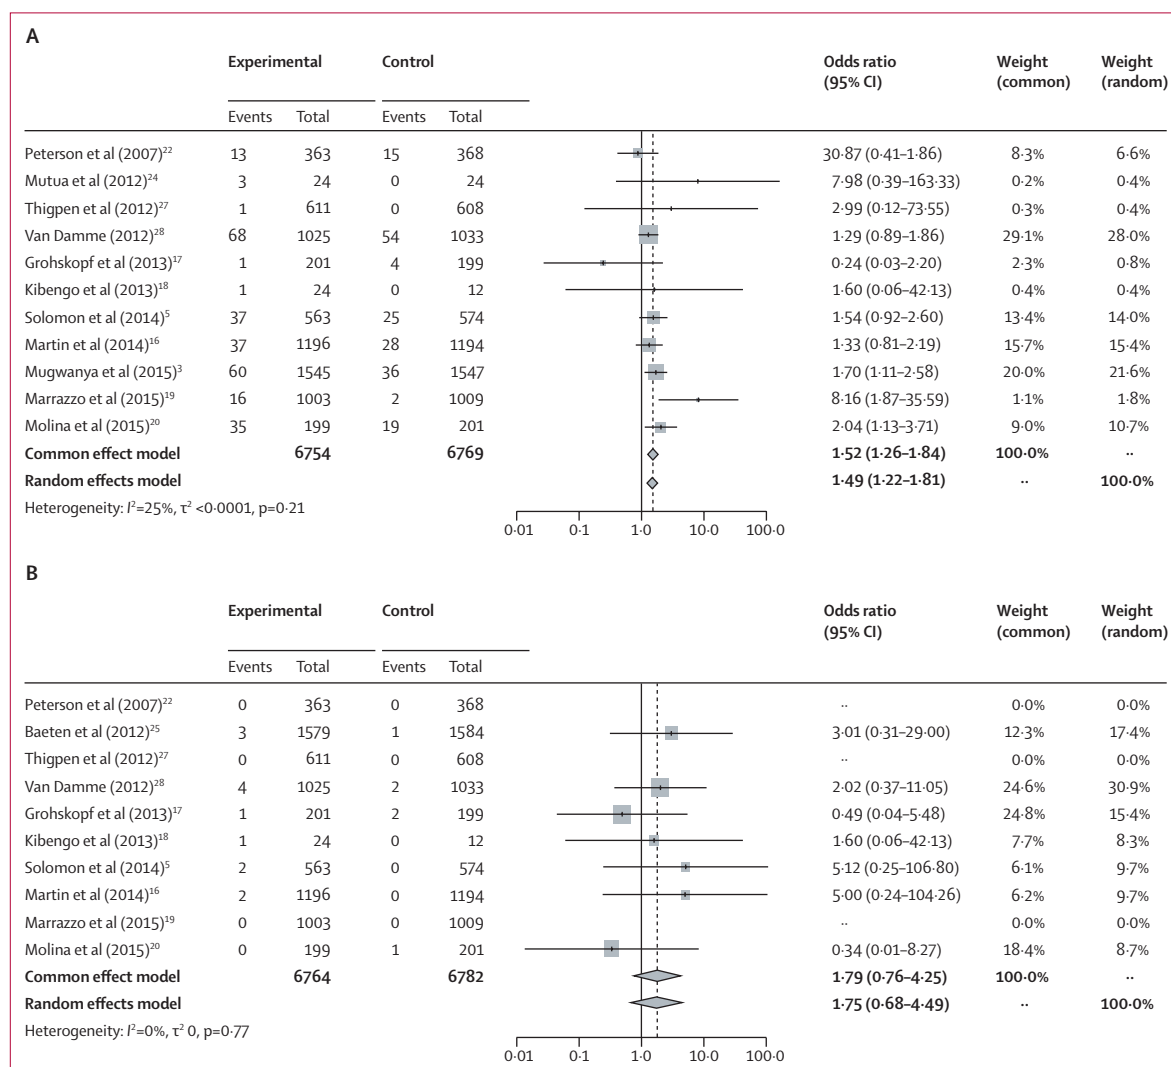 A
Experimental Control Odds ratio (95% CI) Weight (common) Weight (random)
Events Total Events Total
Peterson et al (2007)²² 13 363 15 368 30·87 (0·41–1·86) 8·3% 6·6%
Mutua et al (2012)²⁴ 3 24 0 24 7·98 (0·39–163·33) 0·2% 0·4%
Thigpen et al (2012)²⁷ 1 611 0 608 2·99 (0·12–73·55) 0·3% 0·4%
Van Damme (2012)²⁸ 68 1025 54 1033 1·29 (0·89–1·86) 29·1% 28·0%
Grohskopf et al (2013)¹⁷ 1 201 4 199 0·24 (0·03–2·20) 2·3% 0·8%
Kibengo et al (2013)¹⁸ 1 24 0 12 1·60 (0·06–42·13) 0·4% 0·4%
Solomon et al (2014)⁵ 37 563 25 574 1·54 (0·92–2·60) 13·4% 14·0%
Martin et al (2014)¹⁶ 37 1196 28 1194 1·33 (0·81–2·19) 15·7% 15·4%
Mugwanya et al (2015)³ 60 1545 36 1547 1·70 (1·11–2·58) 20·0% 21·6%
Marrazzo et al (2015)¹⁹ 16 1003 2 1009 8·16 (1·87–35·59) 1·1% 1·8%
Molina et al (2015)²⁰ 35 199 19 201 2·04 (1·13–3·71) 9·0% 10·7%
Common effect model 6754 6769 1·52 (1·26–1·84) 100·0% ··
Random effects model 1·49 (1·22–1·81) ·· 100·0%
Heterogeneity: I²=25%, τ² <0·0001, p=0·21
0·01 0·1 1·0 10·0 100·0
B
Experimental Control Odds ratio (95% CI) Weight (common) Weight (random)
Events Total Events Total
Peterson et al (2007)²² 0 363 0 368 ·· 0·0% 0·0%
Baeten et al (2012)²⁵ 3 1579 1 1584 3·01 (0·31–29·00) 12·3% 17·4%
Thigpen et al (2012)²⁷ 0 611 0 608 0·0% 0·0%
Van Damme (2012)²⁸ 4 1025 2 1033 2·02 (0·37–11·05) 24·6% 30·9%
Grohskopf et al (2013)¹⁷ 1 201 2 199 0·49 (0·04–5·48) 24·8% 15·4%
Kibengo et al (2013)¹⁸ 1 24 0 12 1·60 (0·06–42·13) 7·7% 8·3%
Solomon et al (2014)⁵ 2 563 0 574 5·12 (0·25–106·80) 6·1% 9·7%
Martin et al (2014)¹⁶ 2 1196 0 1194 5·00 (0·24–104·26) 6·2% 9·7%
Marrazzo et al (2015)¹⁹ 0 1003 0 1009 ·· 0·0% 0·0%
Molina et al (2015)²⁰ 0 199 1 201 0·34 (0·01–8·27) 18·4% 8·7%
Common effect model 6764 6782 1·79 (0·76–4·25) 100·0% ··
Random effects model 1·75 (0·68–4·49) ·· 100·0%
Heterogeneity: I²=0%, τ² 0, p=0·77
0·01 0·1 1·0 10·0 100·0